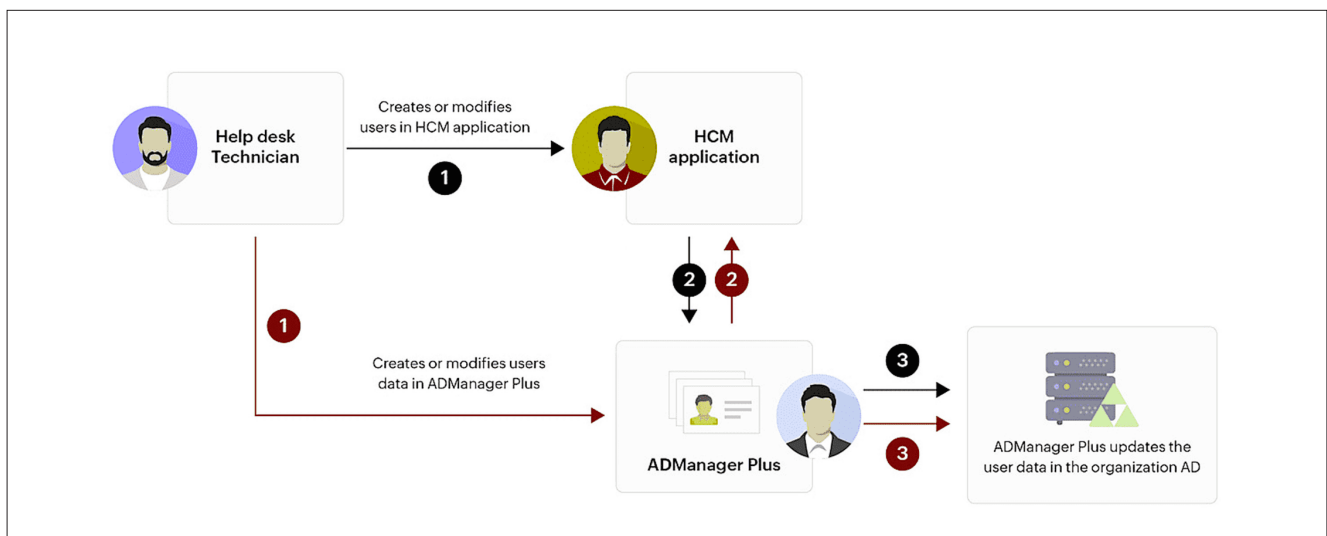 Help desk
Technician
Creates or modifies
users in HCM application
1
HCM
application
2
2
1
Creates or modifies users
data in ADManager Plus
ADManager Plus
3
3
ADManager Plus updates the
user data in the organization AD